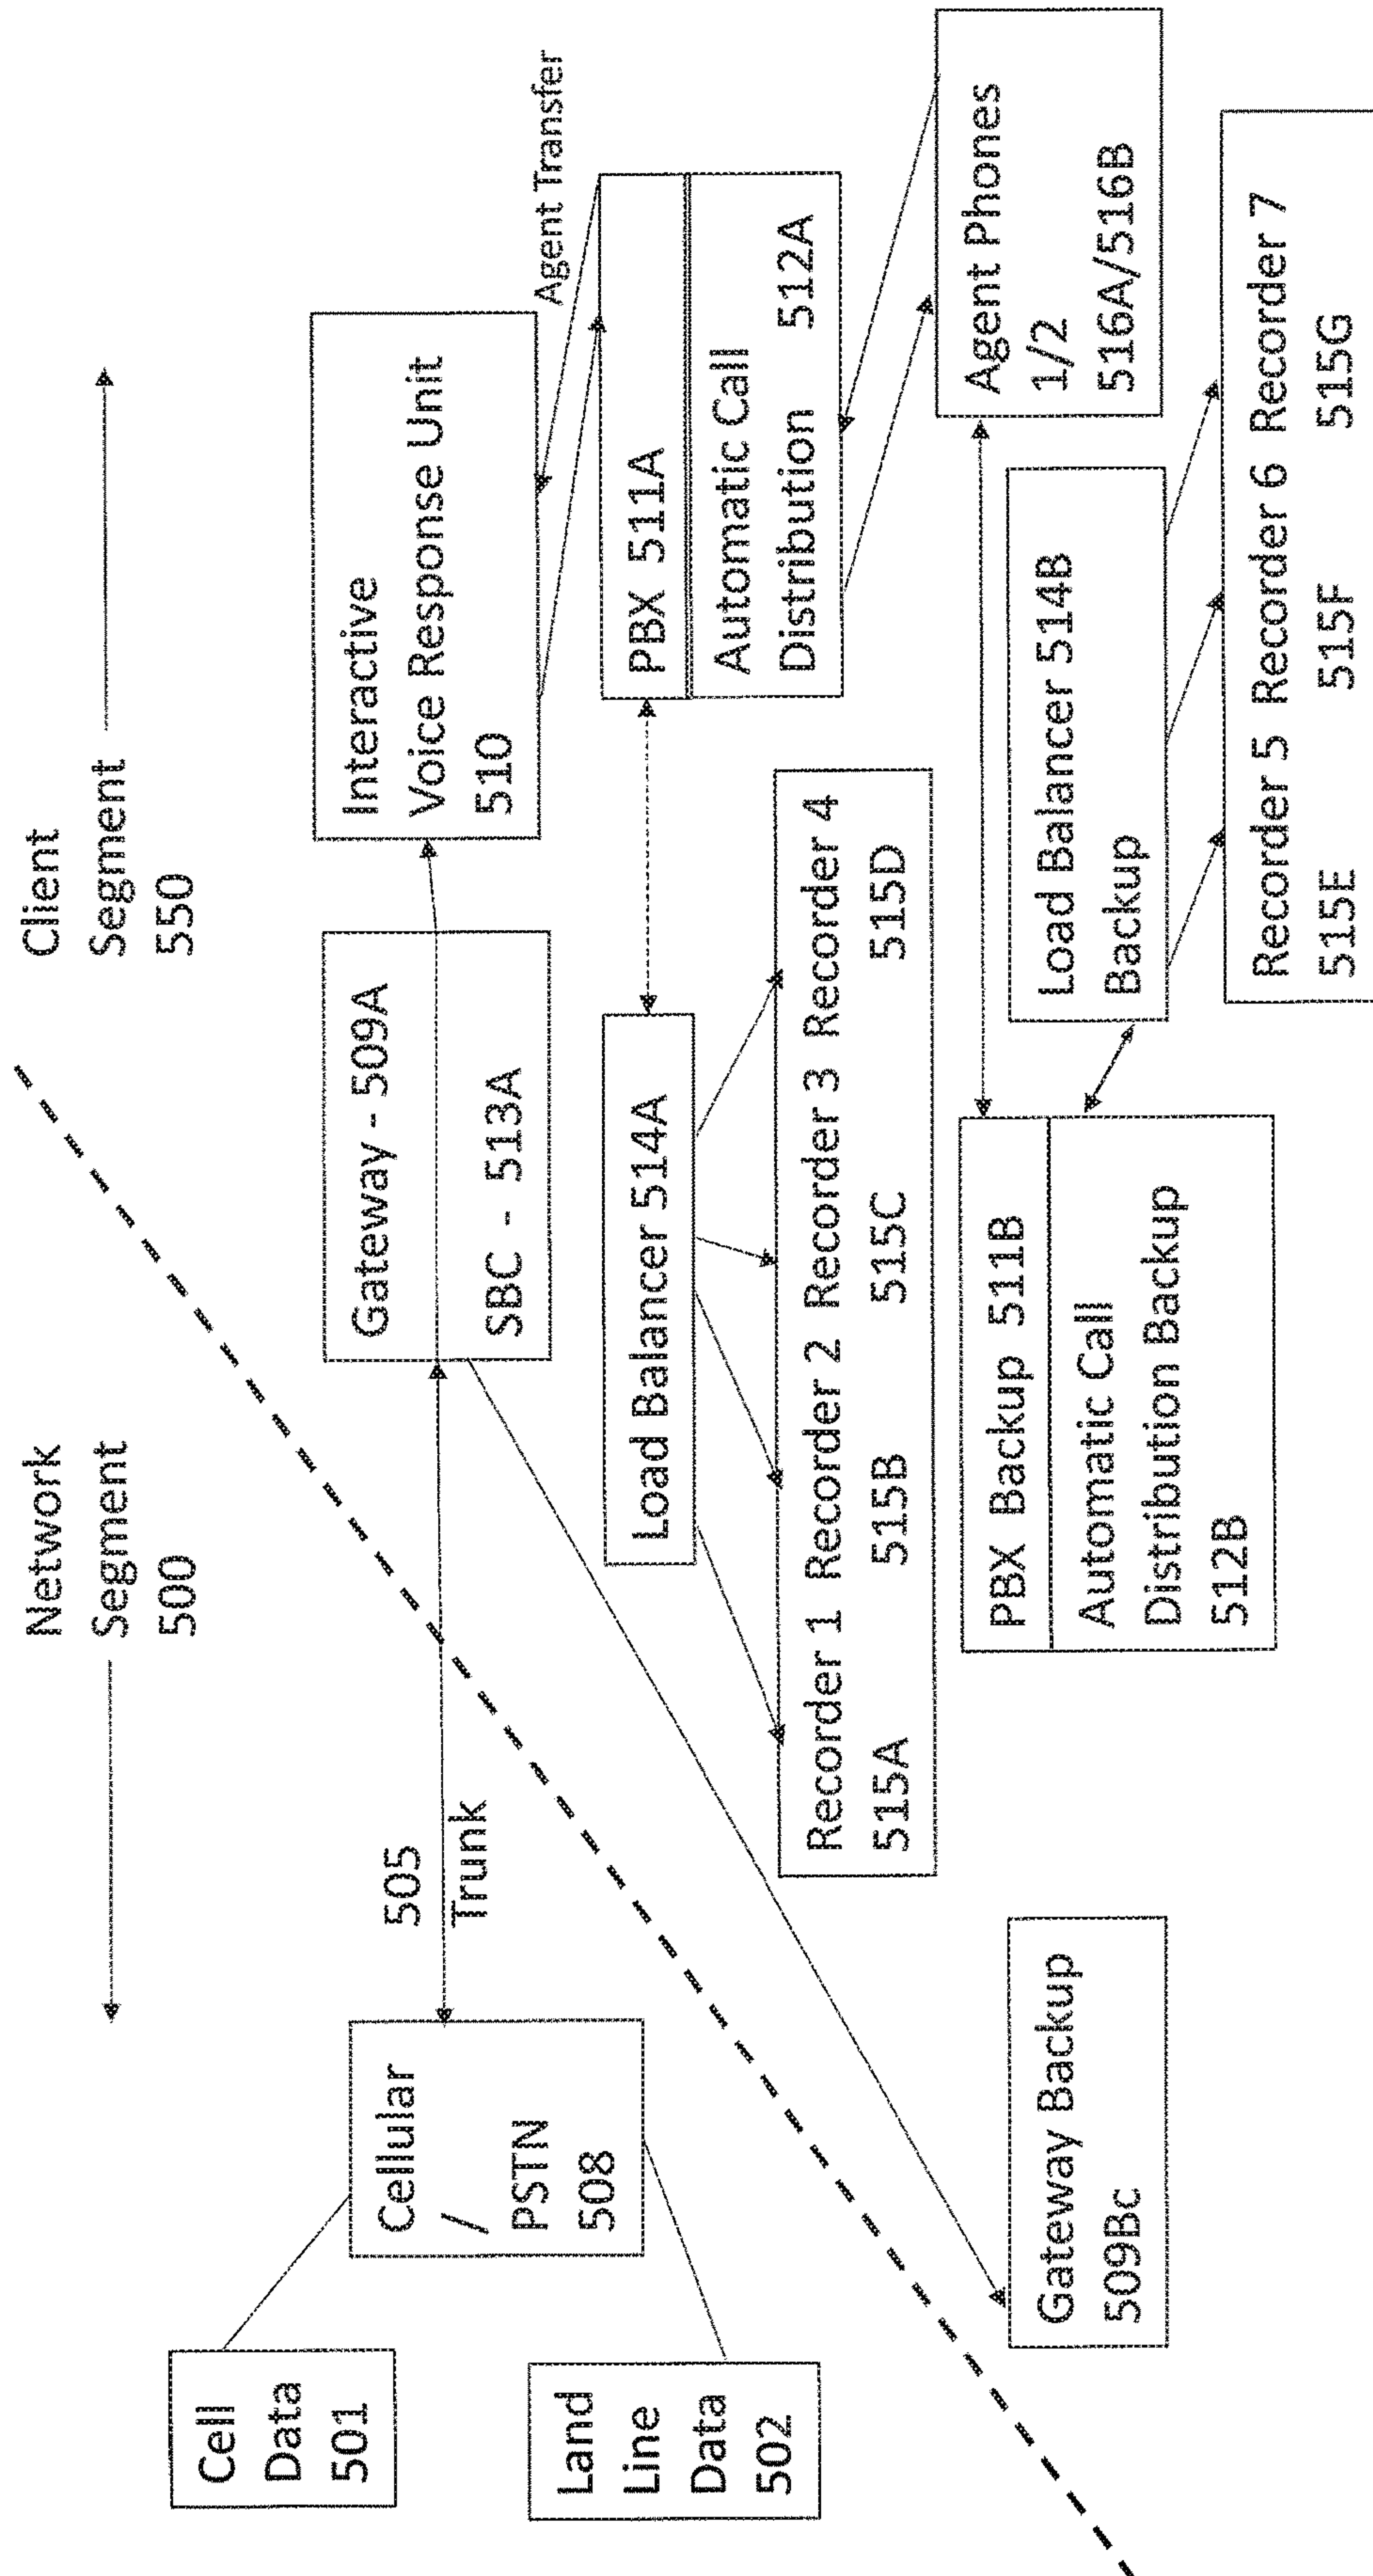 Network
Segment
500
Client
Segment
550
Cell
Data
501
Land
Line
Data
502
Cellular
/
PSTN
508
505
Trunk
Gateway - 509A
SBC - 513A
Interactive
Voice Response Unit
510
Agent Transfer
Load Balancer 514A
PBX 511A
Automatic Call
Distribution 512A
Recorder 1 Recorder 2 Recorder 3 Recorder 4
515A 515B 515C 515D
Agent Phones
1/2
516A/516B
Gateway Backup
509Bc
PBX Backup 511B
Automatic Call
Distribution Backup
512B
Load Balancer 514B
Backup
Recorder 5 Recorder 6 Recorder 7
515E 515F 515G